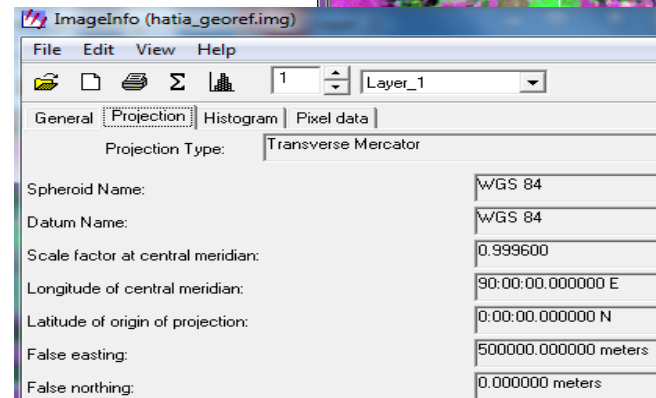 ImageInfo (hatia_georef.img)
File Edit View Help
Σ 1 Layer_1
General Projection Histogram Pixel data
Projection Type: Transverse Mercator
Spheroid Name: WGS 84
Datum Name: WGS 84
Scale factor at central meridian: 0.999600
Longitude of central meridian: 90:00:00.000000 E
Latitude of origin of projection: 0:00:00.000000 N
False easting: 500000.000000 meters
False northing: 0.000000 meters